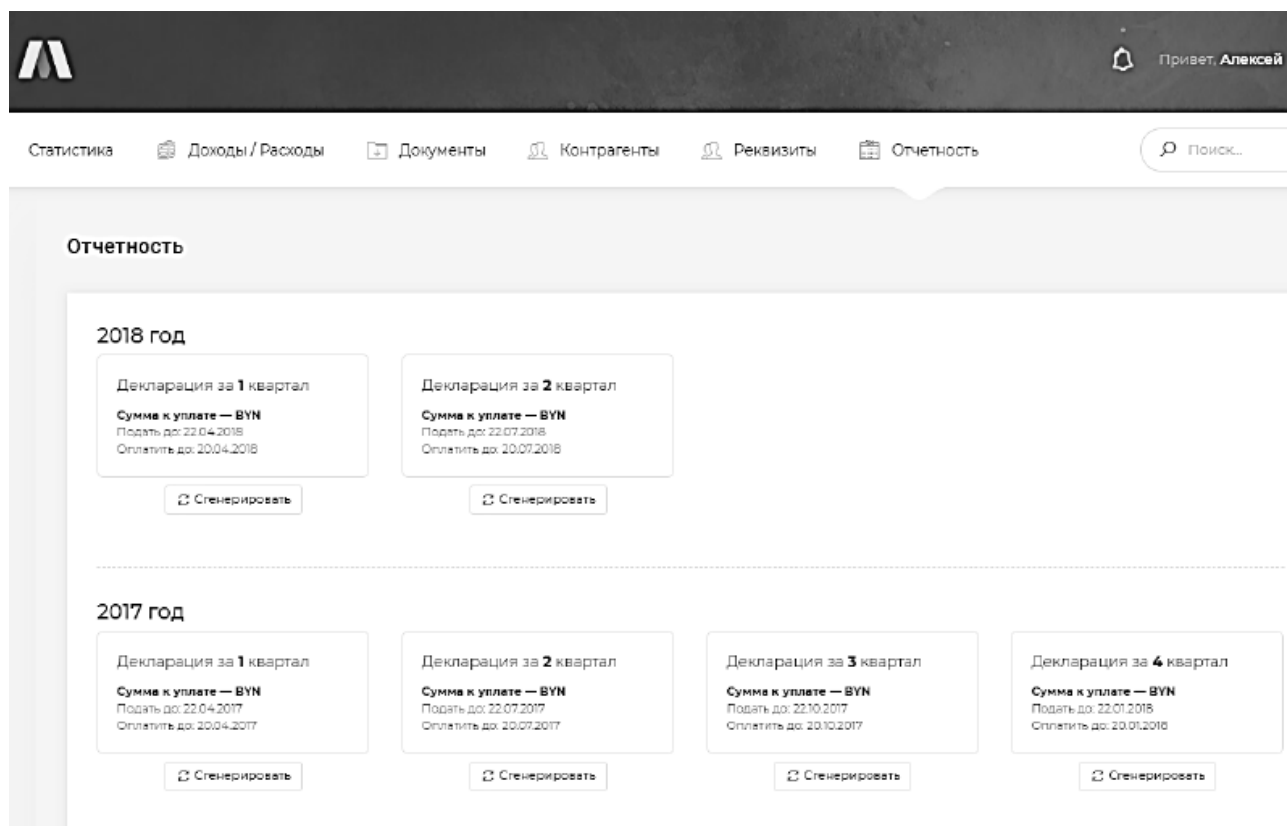 Привет, Алексей
Статистика Доходы / Расходы Документы Контрагенты Реквизиты Отчетность Поиск...
Отчетность
2018 год
Декларация за 1 квартал
Сумма к уплате — BYN
Подать до: 22.04.2018
Оплатить до: 20.04.2018
Сгенерировать
Декларация за 2 квартал
Сумма к уплате — BYN
Подать до: 22.07.2018
Оплатить до: 20.07.2018
Сгенерировать
2017 год
Декларация за 1 квартал
Сумма к уплате — BYN
Подать до: 22.04.2017
Оплатить до: 20.04.2017
Сгенерировать
Декларация за 2 квартал
Сумма к уплате — BYN
Подать до: 22.07.2017
Оплатить до: 20.07.2017
Сгенерировать
Декларация за 3 квартал
Сумма к уплате — BYN
Подать до: 22.10.2017
Оплатить до: 20.10.2017
Сгенерировать
Декларация за 4 квартал
Сумма к уплате — BYN
Подать до: 22.01.2018
Оплатить до: 20.01.2018
Сгенерировать